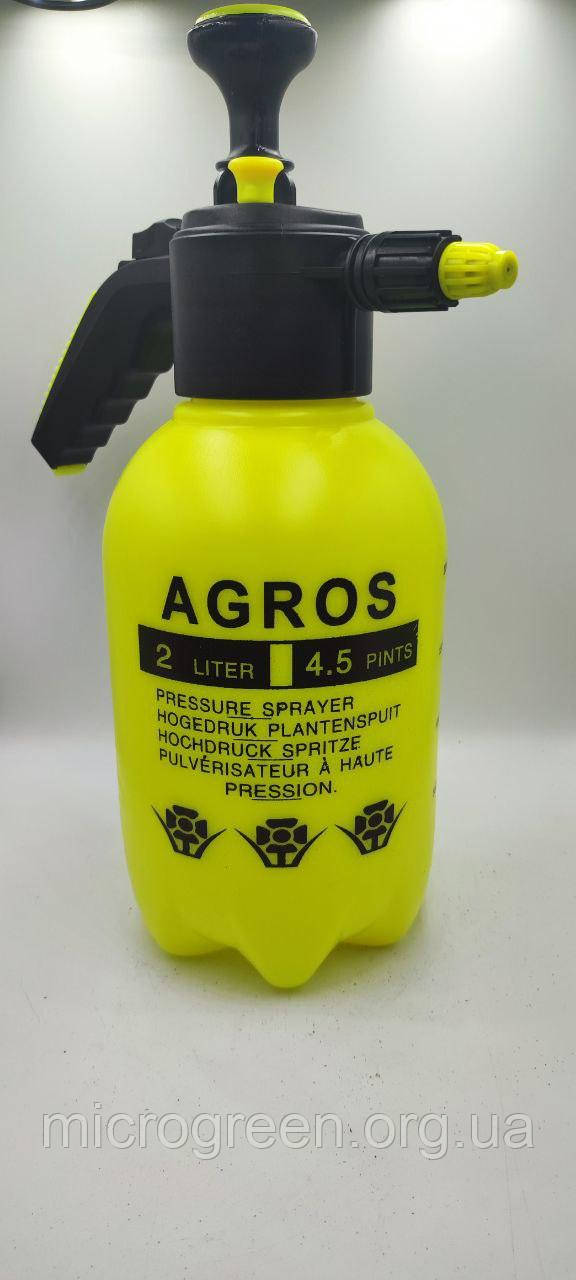 AGROS
2 LITER 4.5 PINTS
PRESSURE SPRAYER
HOGEDRUK PLANTENSPUIT
HOCHDRUCK SPRITZE
PULVÉRISATEUR À HAUTE
PRESSION.
microgreen.org.ua